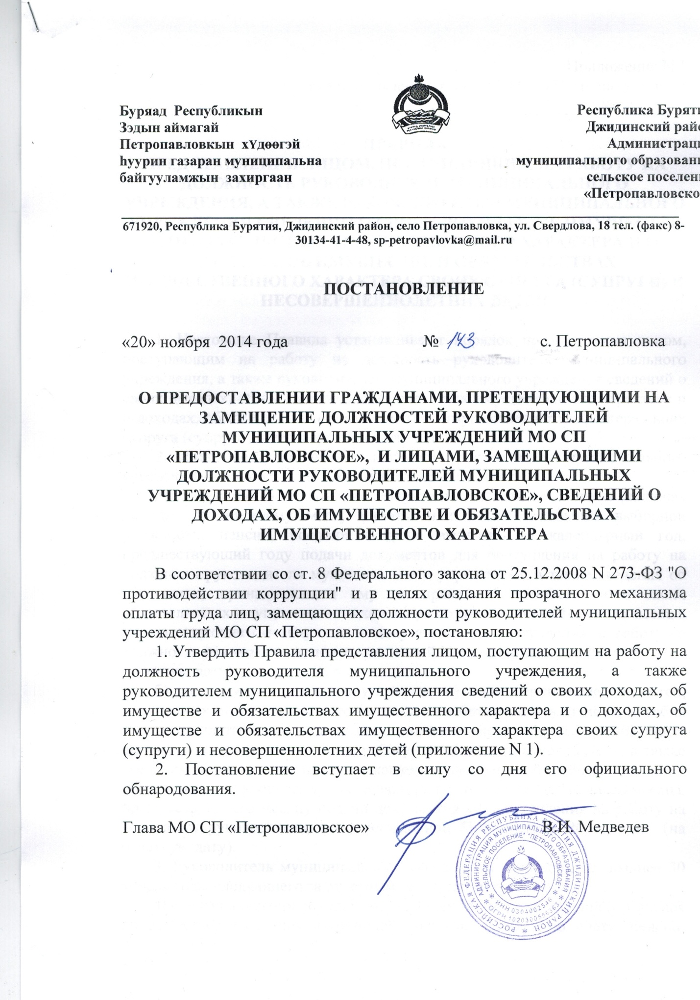 Буряад Республикын
Зэдын аймагай
Петропавловкын хҮдөөгэй
һуурин газаран муниципальна
байгууламжын захиргаан
Республика Буряти
Джидинский райо
Администраци
муниципального образовани
сельское поселени
«Петропавловско
671920, Республика Бурятия, Джидинский район, село Петропавловка, ул. Свердлова, 18 тел. (факс) 8-
30134-41-4-48, sp-petropavlovka@mail.ru
ПОСТАНОВЛЕНИЕ
«20» ноября 2014 года № 143 с. Петропавловка
О ПРЕДОСТАВЛЕНИИ ГРАЖДАНАМИ, ПРЕТЕНДУЮЩИМИ НА
ЗАМЕЩЕНИЕ ДОЛЖНОСТЕЙ РУКОВОДИТЕЛЕЙ
МУНИЦИПАЛЬНЫХ УЧРЕЖДЕНИЙ МО СП
«ПЕТРОПАВЛОВСКОЕ», И ЛИЦАМИ, ЗАМЕЩАЮЩИМИ
ДОЛЖНОСТИ РУКОВОДИТЕЛЕЙ МУНИЦИПАЛЬНЫХ
УЧРЕЖДЕНИЙ МО СП «ПЕТРОПАВЛОВСКОЕ», СВЕДЕНИЙ О
ДОХОДАХ, ОБ ИМУЩЕСТВЕ И ОБЯЗАТЕЛЬСТВАХ
ИМУЩЕСТВЕННОГО ХАРАКТЕРА
В соответствии со ст. 8 Федерального закона от 25.12.2008 N 273-ФЗ "О
противодействии коррупции" и в целях создания прозрачного механизма
оплаты труда лиц, замещающих должности руководителей муниципальных
учреждений МО СП «Петропавловское», постановляю:
1. Утвердить Правила представления лицом, поступающим на работу на
должность руководителя муниципального учреждения, а также
руководителем муниципального учреждения сведений о своих доходах, об
имуществе и обязательствах имущественного характера и о доходах, об
имуществе и обязательствах имущественного характера своих супруга
(супруги) и несовершеннолетних детей (приложение N 1).
2. Постановление вступает в силу со дня его официального
обнародования.
Глава МО СП «Петропавловское» В.И. Медведев
РОССИЙСКАЯ ФЕДЕРАЦИЯ РЕСПУБЛИКА БУРЯТИЯ ДЖИДИНСКИЙ РАЙОН
АДМИНИСТРАЦИЯ МУНИЦИПАЛЬНОГО ОБРАЗОВАНИЯ
"СЕЛЬСКОЕ ПОСЕЛЕНИЕ" "ПЕТРОПАВЛОВСКОЕ"
ИНН 0304002546
ОГРН 1020300556363